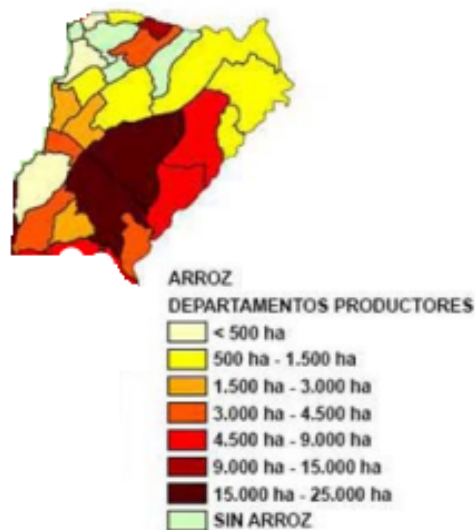 ARROZ
DEPARTAMENTOS PRODUCTORES
< 500 ha
500 ha - 1.500 ha
1.500 ha - 3.000 ha
3.000 ha - 4.500 ha
4.500 ha - 9.000 ha
9.000 ha - 15.000 ha
15.000 ha - 25.000 ha
SIN ARROZ